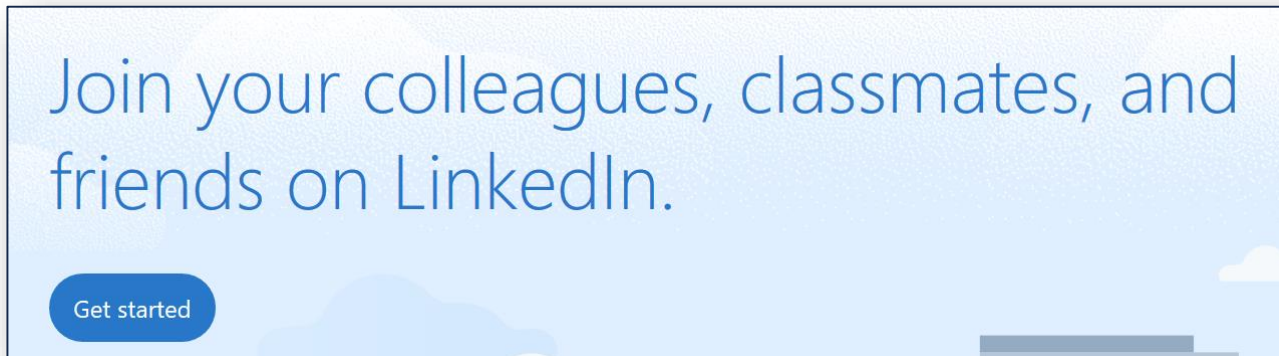 Join your colleagues, classmates, and
friends on LinkedIn.
Get started